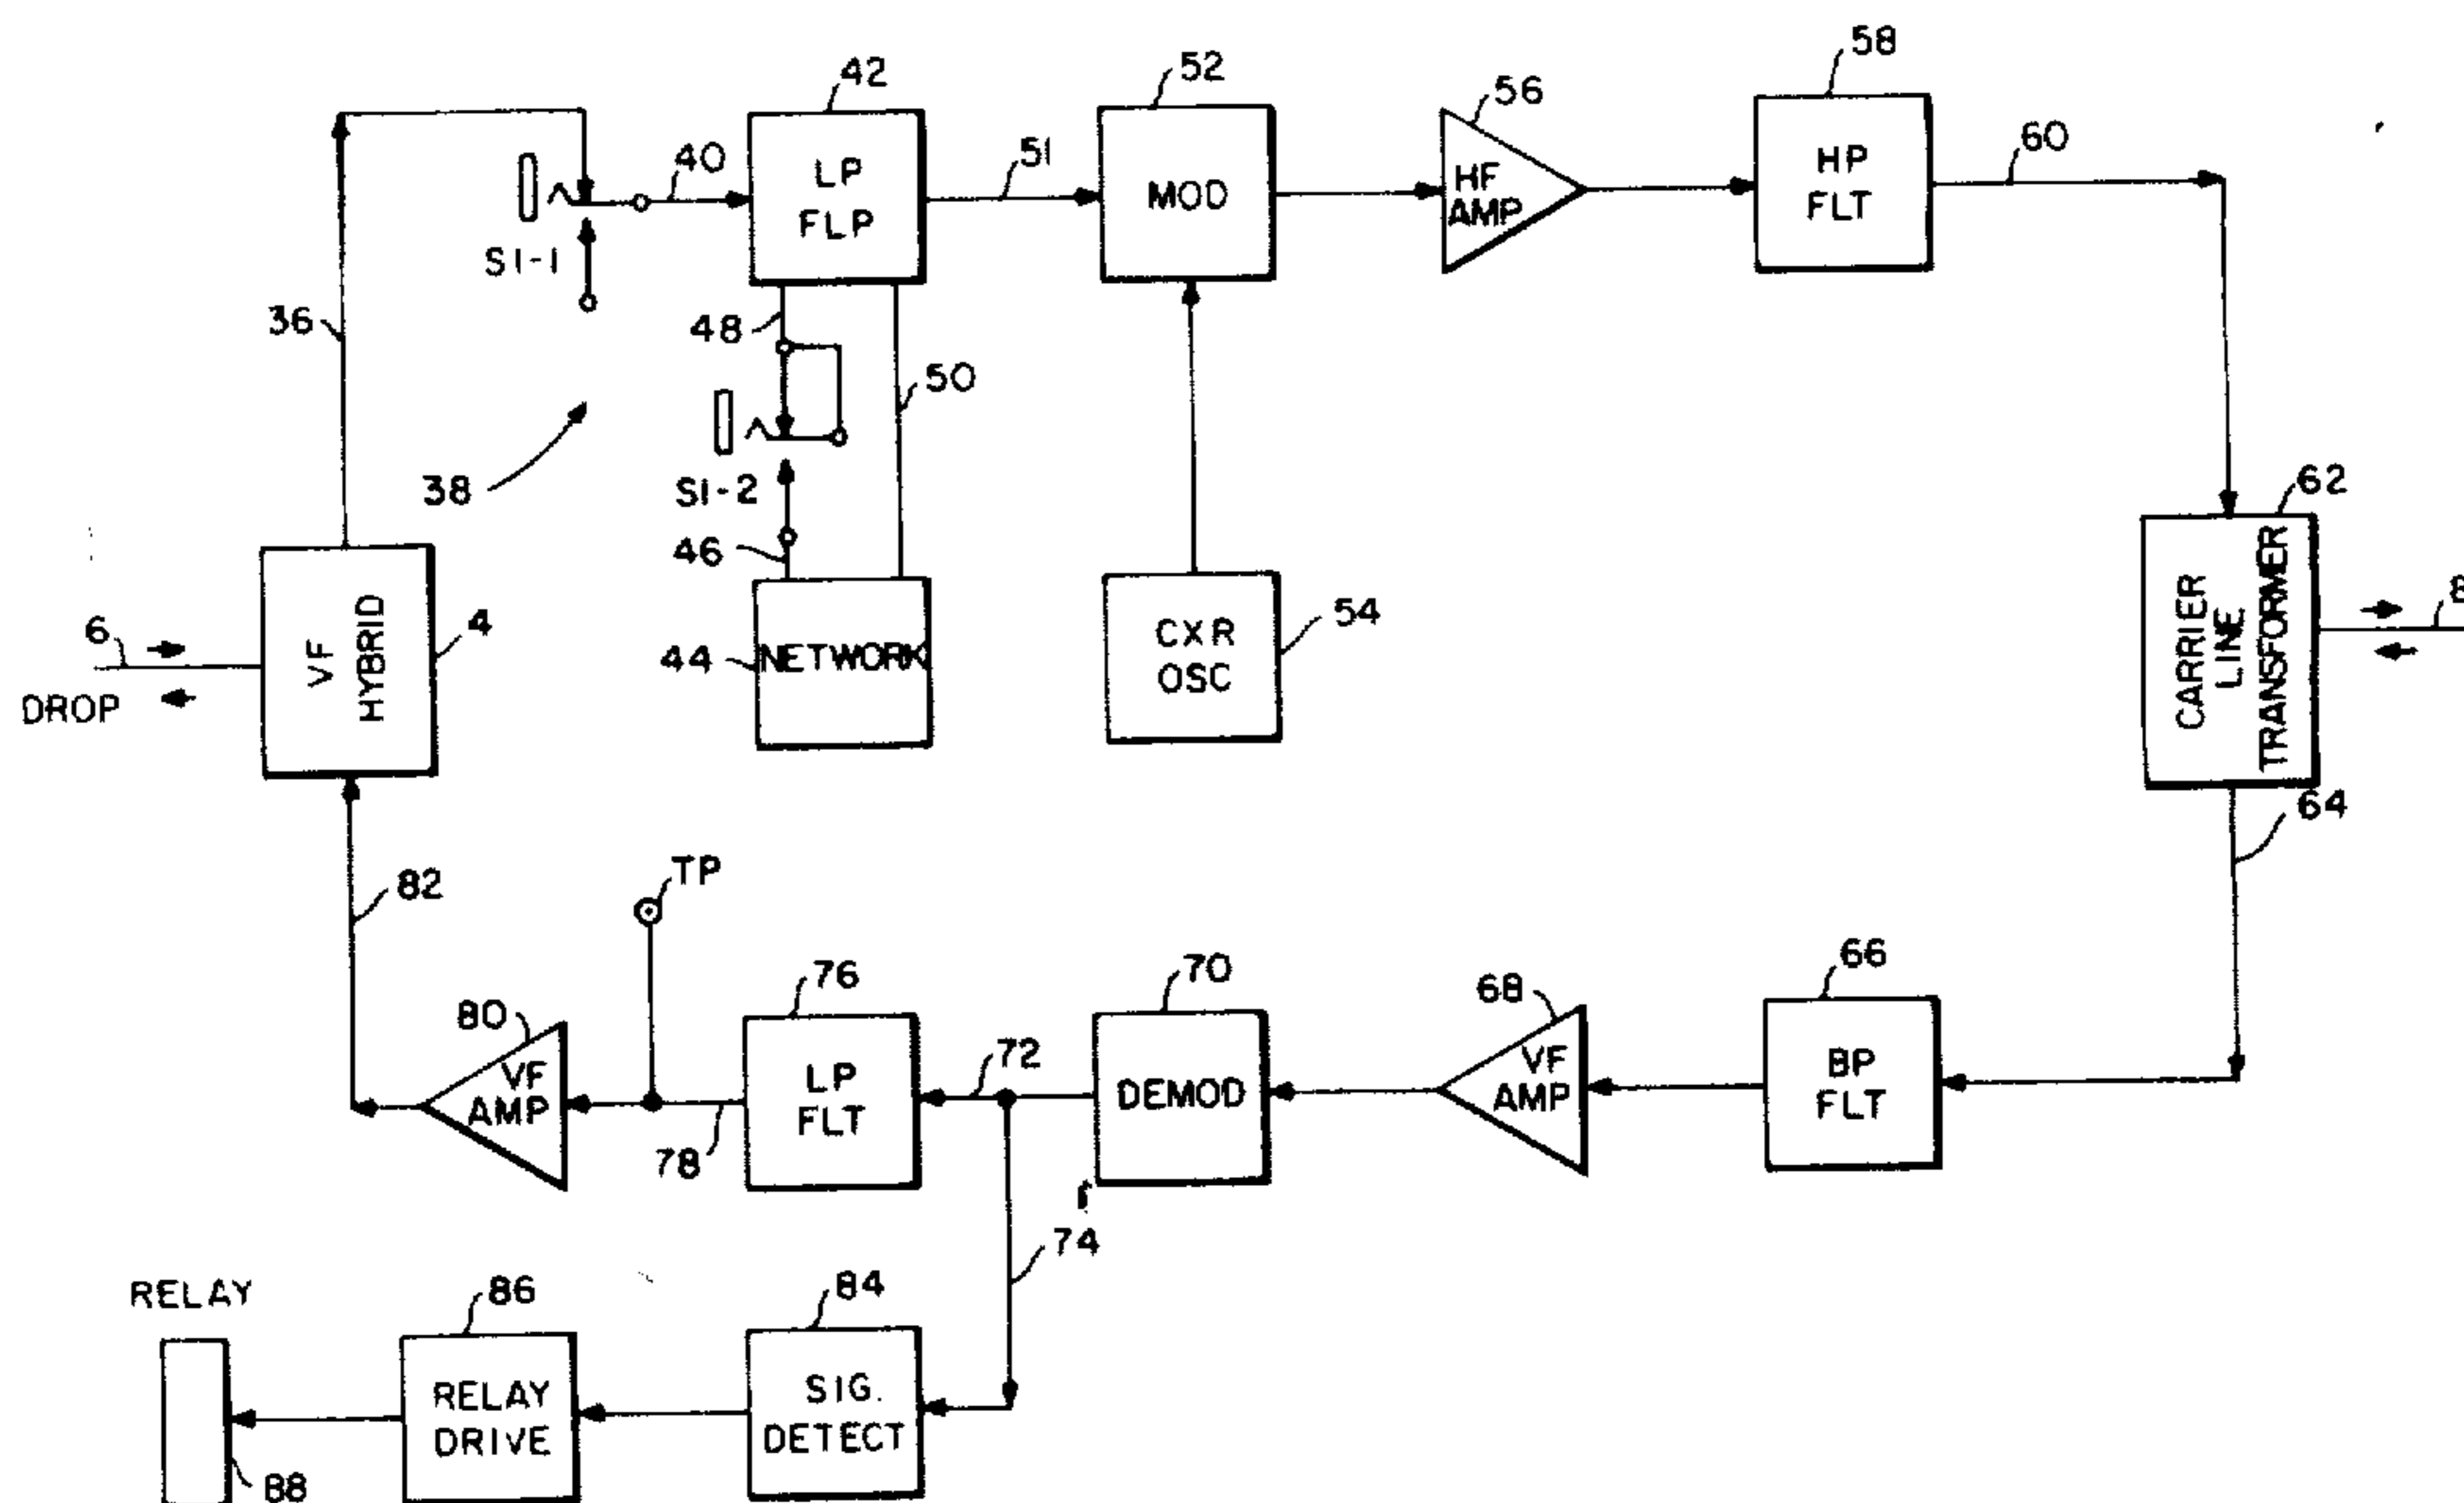 42
52
56
58
40
51
60
LP
FLP
MOD
HF
AMP
HP
FLT
S1-1
36
48
50
38
S1-2
46
62
6
DROP
VF
HYBRID
4
44
NETWORK
CXR
OSC
54
CARRIER
LINE
TRANSFORMER
8
64
82
TP
80
76
72
70
68
66
VF
AMP
LP
FLT
DEMOD
VF
AMP
BP
FLT
78
74
RELAY
86
84
RELAY
DRIVE
SIG.
DETECT
88